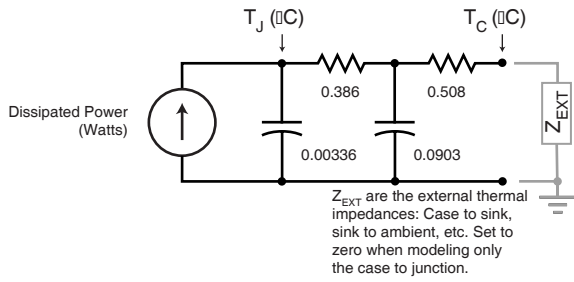 T_J (▯C)
T_C (▯C)
0.386
0.508
Dissipated Power
(Watts)
Z_EXT
0.00336
0.0903
Z_EXT are the external thermal
impedances: Case to sink,
sink to ambient, etc. Set to
zero when modeling only
the case to junction.